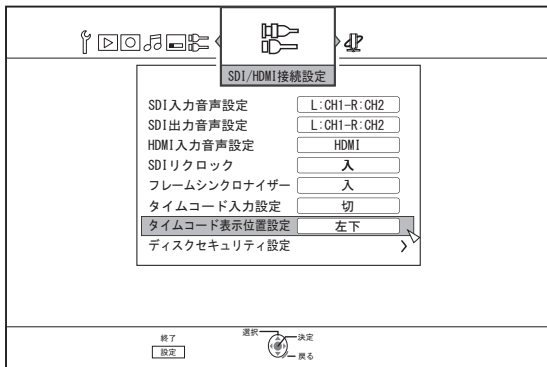 SDI/HDMI接続設定
SDI入力音声設定 L:CH1-R:CH2
SDI出力音声設定 L:CH1-R:CH2
HDMI入力音声設定 HDMI
SDIリクロック 入
フレームシンクロナイザー 入
タイムコード入力設定 切
タイムコード表示位置設定 左下
ディスクセキュリティ設定
終了
設定
選択
決定
戻る